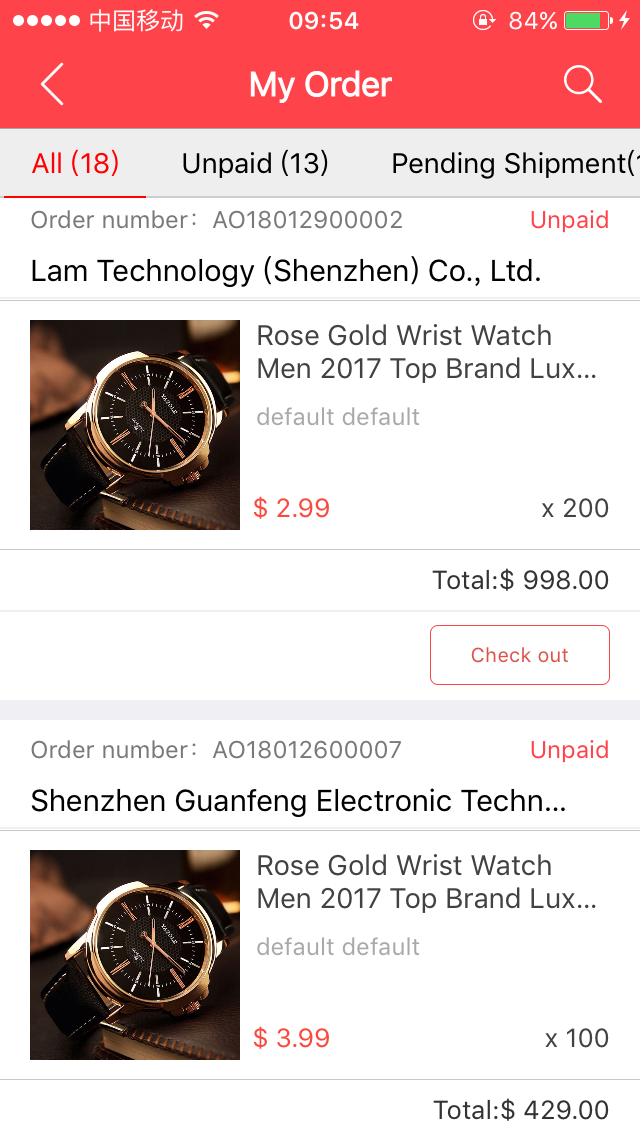 中国移动 09:54 84%
My Order
All (18) Unpaid (13) Pending Shipment(
Order number: AO18012900002 Unpaid
Lam Technology (Shenzhen) Co., Ltd.
Rose Gold Wrist Watch
Men 2017 Top Brand Lux...
default default
YAZOLE
$ 2.99 x 200
Total:$ 998.00
Check out
Order number: AO18012600007 Unpaid
Shenzhen Guanfeng Electronic Techn...
Rose Gold Wrist Watch
Men 2017 Top Brand Lux...
default default
YAZOLE
$ 3.99 x 100
Total:$ 429.00